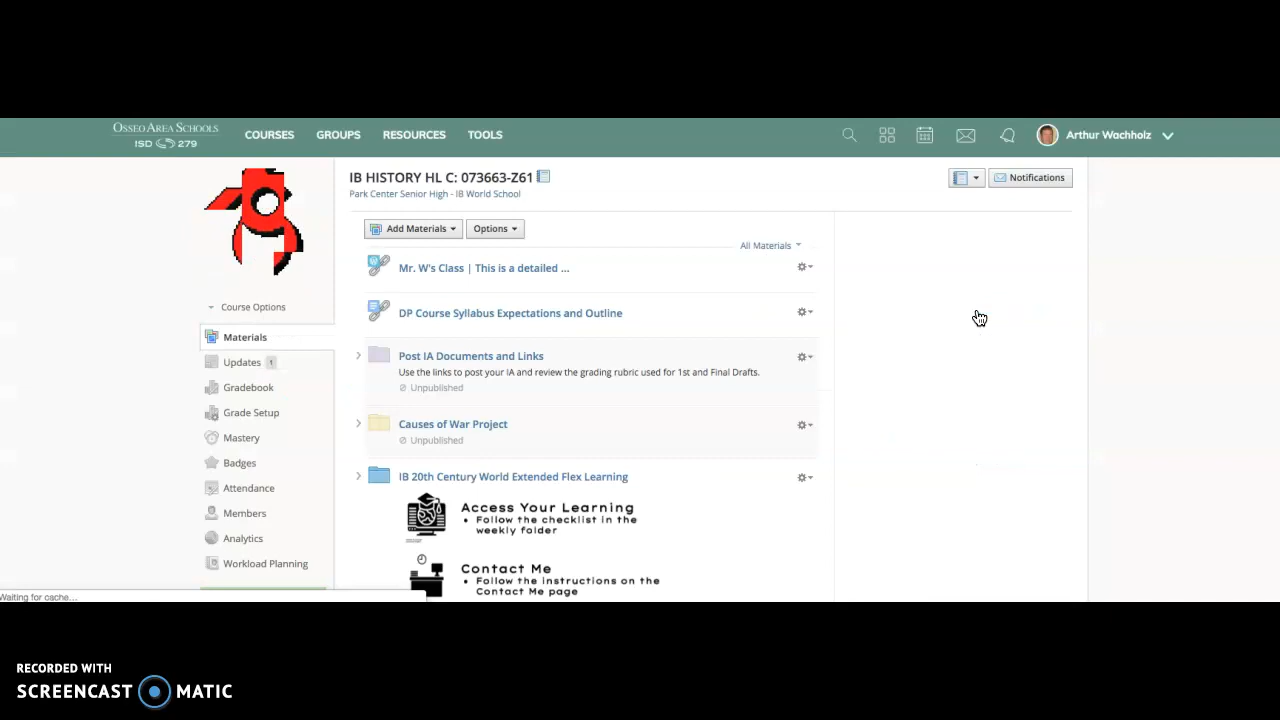 OSSEO AREA SCHOOLS
ISD 279
COURSES GROUPS RESOURCES TOOLS
Arthur Wachholz
IB HISTORY HL C: 073663-Z61
Park Center Senior High - IB World School
Notifications
Add Materials Options
All Materials
Mr. W's Class | This is a detailed ...
DP Course Syllabus Expectations and Outline
Post IA Documents and Links
Use the links to post your IA and review the grading rubric used for 1st and Final Drafts.
Unpublished
Causes of War Project
Unpublished
IB 20th Century World Extended Flex Learning
Access Your Learning
• Follow the checklist in the
weekly folder
Contact Me
• Follow the instructions on the
Contact Me page
Course Options
Materials
Updates 1
Gradebook
Grade Setup
Mastery
Badges
Attendance
Members
Analytics
Workload Planning
Waiting for cache...
RECORDED WITH
SCREENCAST MATIC